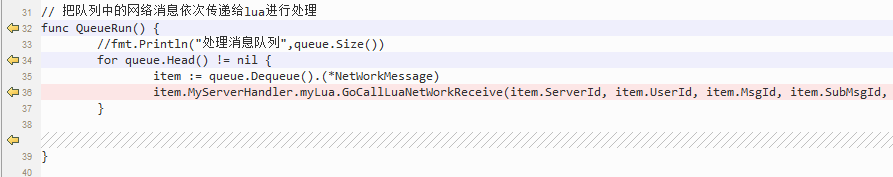 31 // 把队列中的网络消息依次传递给lua进行处理
32 func QueueRun() {
33 //fmt.Println("处理消息队列",queue.Size())
34 for queue.Head() != nil {
35 item := queue.Dequeue().(*NetWorkMessage)
36 item.MyServerHandler.myLua.GoCallLuaNetWorkReceive(item.ServerId, item.UserId, item.MsgId, item.SubMsgId,
37 }
38
39 }
40